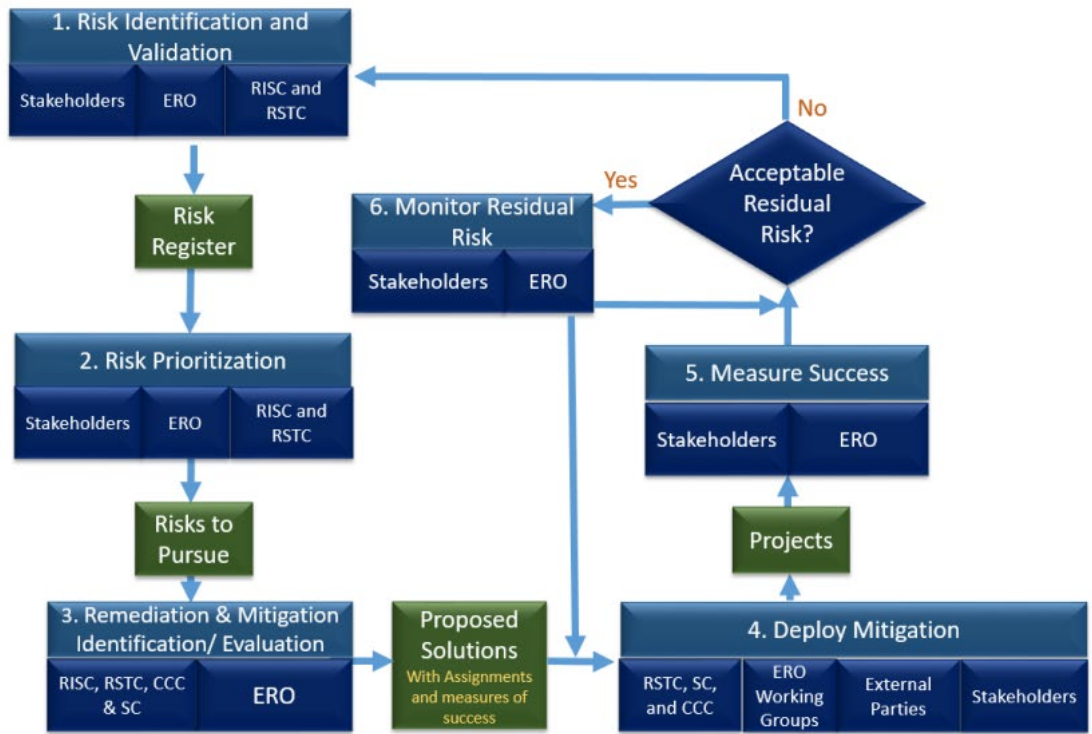 1. Risk Identification and
Validation
Stakeholders
ERO
RISC and
RSTC
Risk
Register
2. Risk Prioritization
Stakeholders
ERO
RISC and
RSTC
Risks to
Pursue
3. Remediation & Mitigation
Identification/ Evaluation
RISC, RSTC, CCC
& SC
ERO
Proposed
Solutions
With Assignments
and measures of
success
4. Deploy Mitigation
RSTC, SC,
and CCC
ERO
Working
Groups
External
Parties
Stakeholders
Projects
5. Measure Success
Stakeholders
ERO
Acceptable
Residual
Risk?
No
Yes
6. Monitor Residual
Risk
Stakeholders
ERO